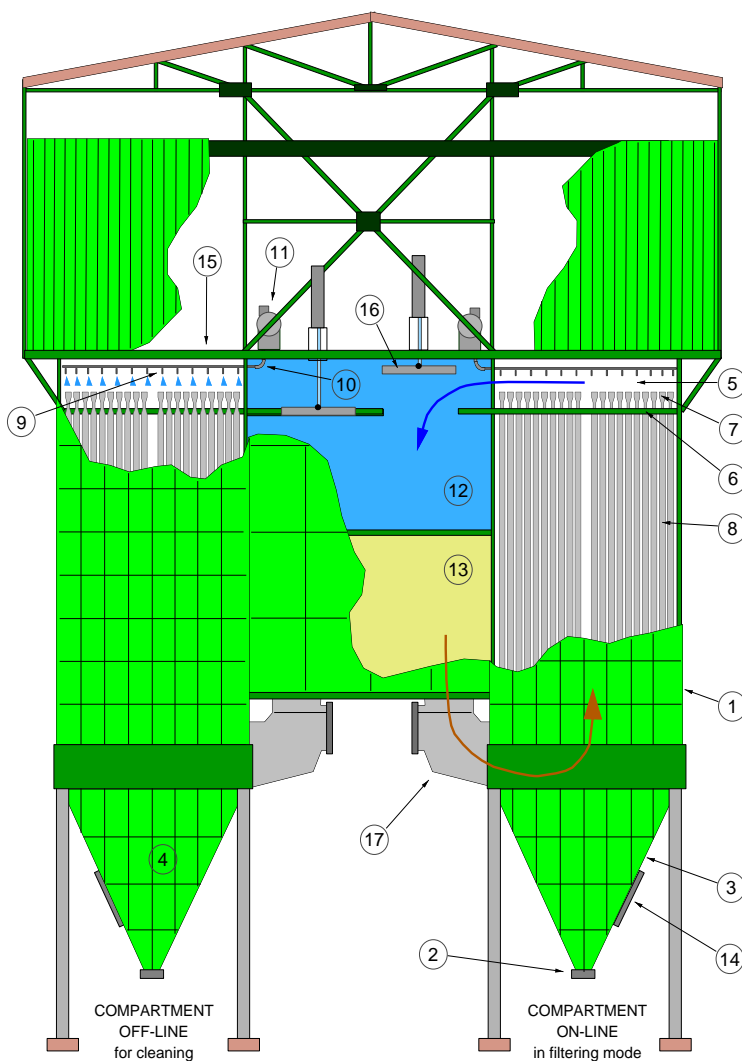 15
11
16
5
9
10
7
6
12
8
13
1
17
4
3
2
14
COMPARTMENT
OFF-LINE
for cleaning
COMPARTMENT
ON-LINE
in filtering mode